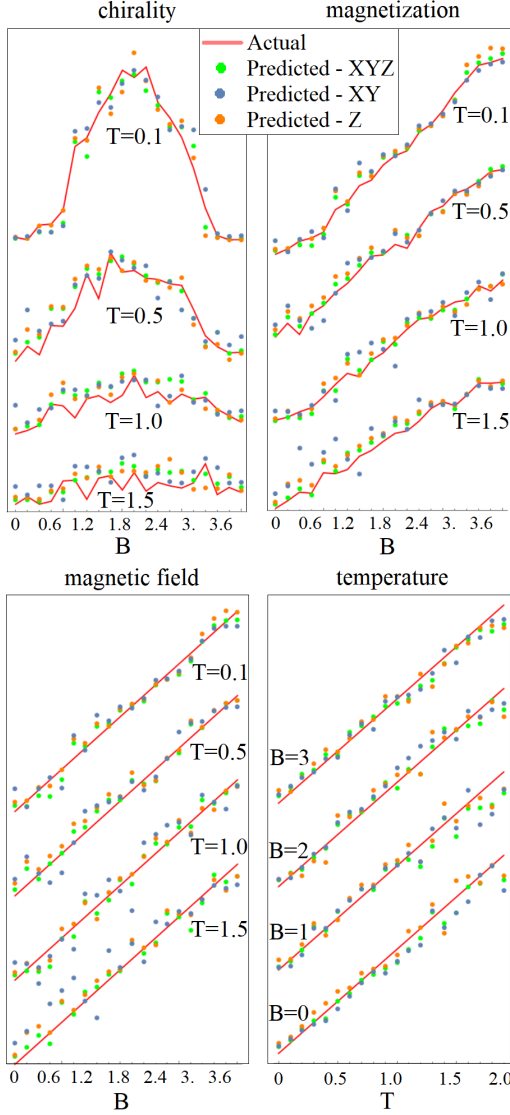 chirality
magnetization
Actual
Predicted - XYZ
Predicted - XY
Predicted - Z
T=0.1
T=0.5
T=1.0
T=1.5
0 0.6 1.2 1.8 2.4 3. 3.6
B
T=0.1
T=0.5
T=1.0
T=1.5
0 0.6 1.2 1.8 2.4 3. 3.6
B
magnetic field
temperature
T=0.1
T=0.5
T=1.0
T=1.5
0 0.6 1.2 1.8 2.4 3. 3.6
B
B=3
B=2
B=1
B=0
0 0.5 1.0 1.5 2.0
T